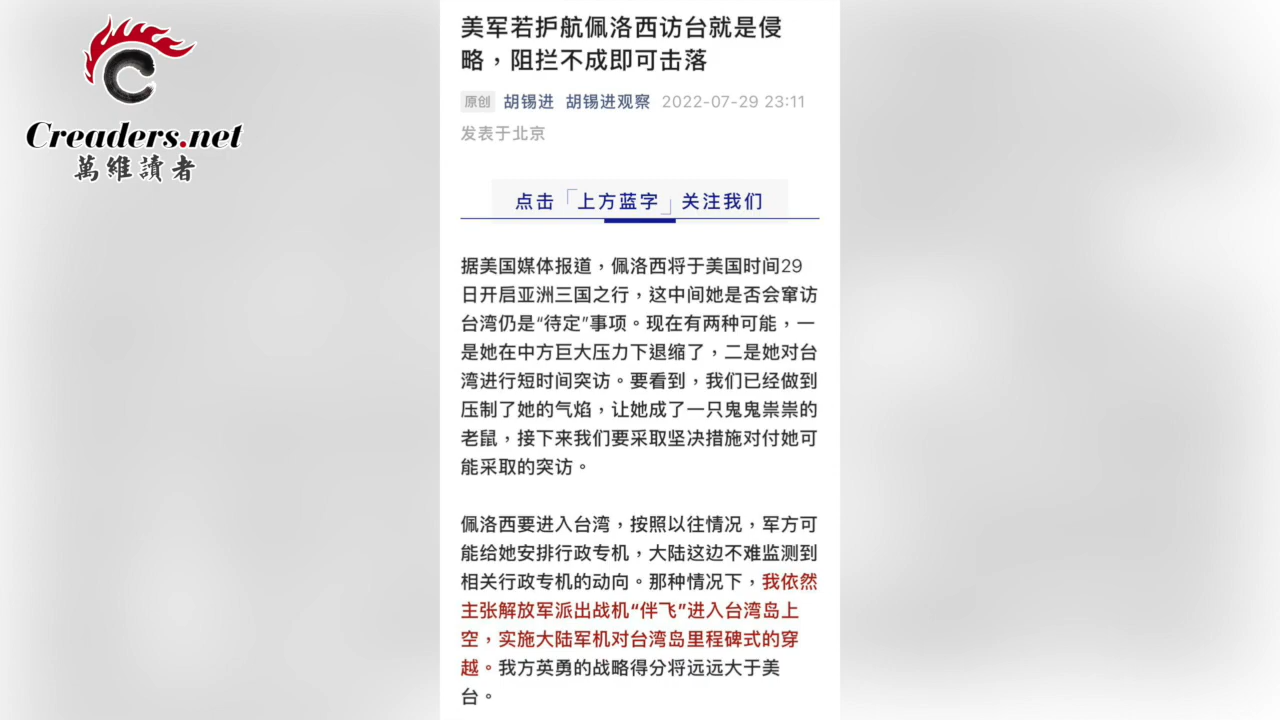 Creaders.net
萬維讀者
美军若护航佩洛西访台就是侵
略，阻拦不成即可击落
原创 胡锡进 胡锡进观察 2022-07-29 23:11
发表于北京
点击「上方蓝字」关注我们
据美国媒体报道，佩洛西将于美国时间29
日开启亚洲三国之行，这中间她是否会窜访
台湾仍是“待定”事项。现在有两种可能，一
是她在中方巨大压力下退缩了，二是她对台
湾进行短时间突访。要看到，我们已经做到
压制了她的气焰，让她成了一只鬼鬼祟祟的
老鼠，接下来我们要采取坚决措施对付她可
能采取的突访。
佩洛西要进入台湾，按照以往情况，军方可
能给她安排行政专机，大陆这边不难监测到
相关行政专机的动向。那种情况下，我依然
主张解放军派出战机“伴飞”进入台湾岛上
空，实施大陆军机对台湾岛里程碑式的穿
越。我方英勇的战略得分将远远大于美
台。